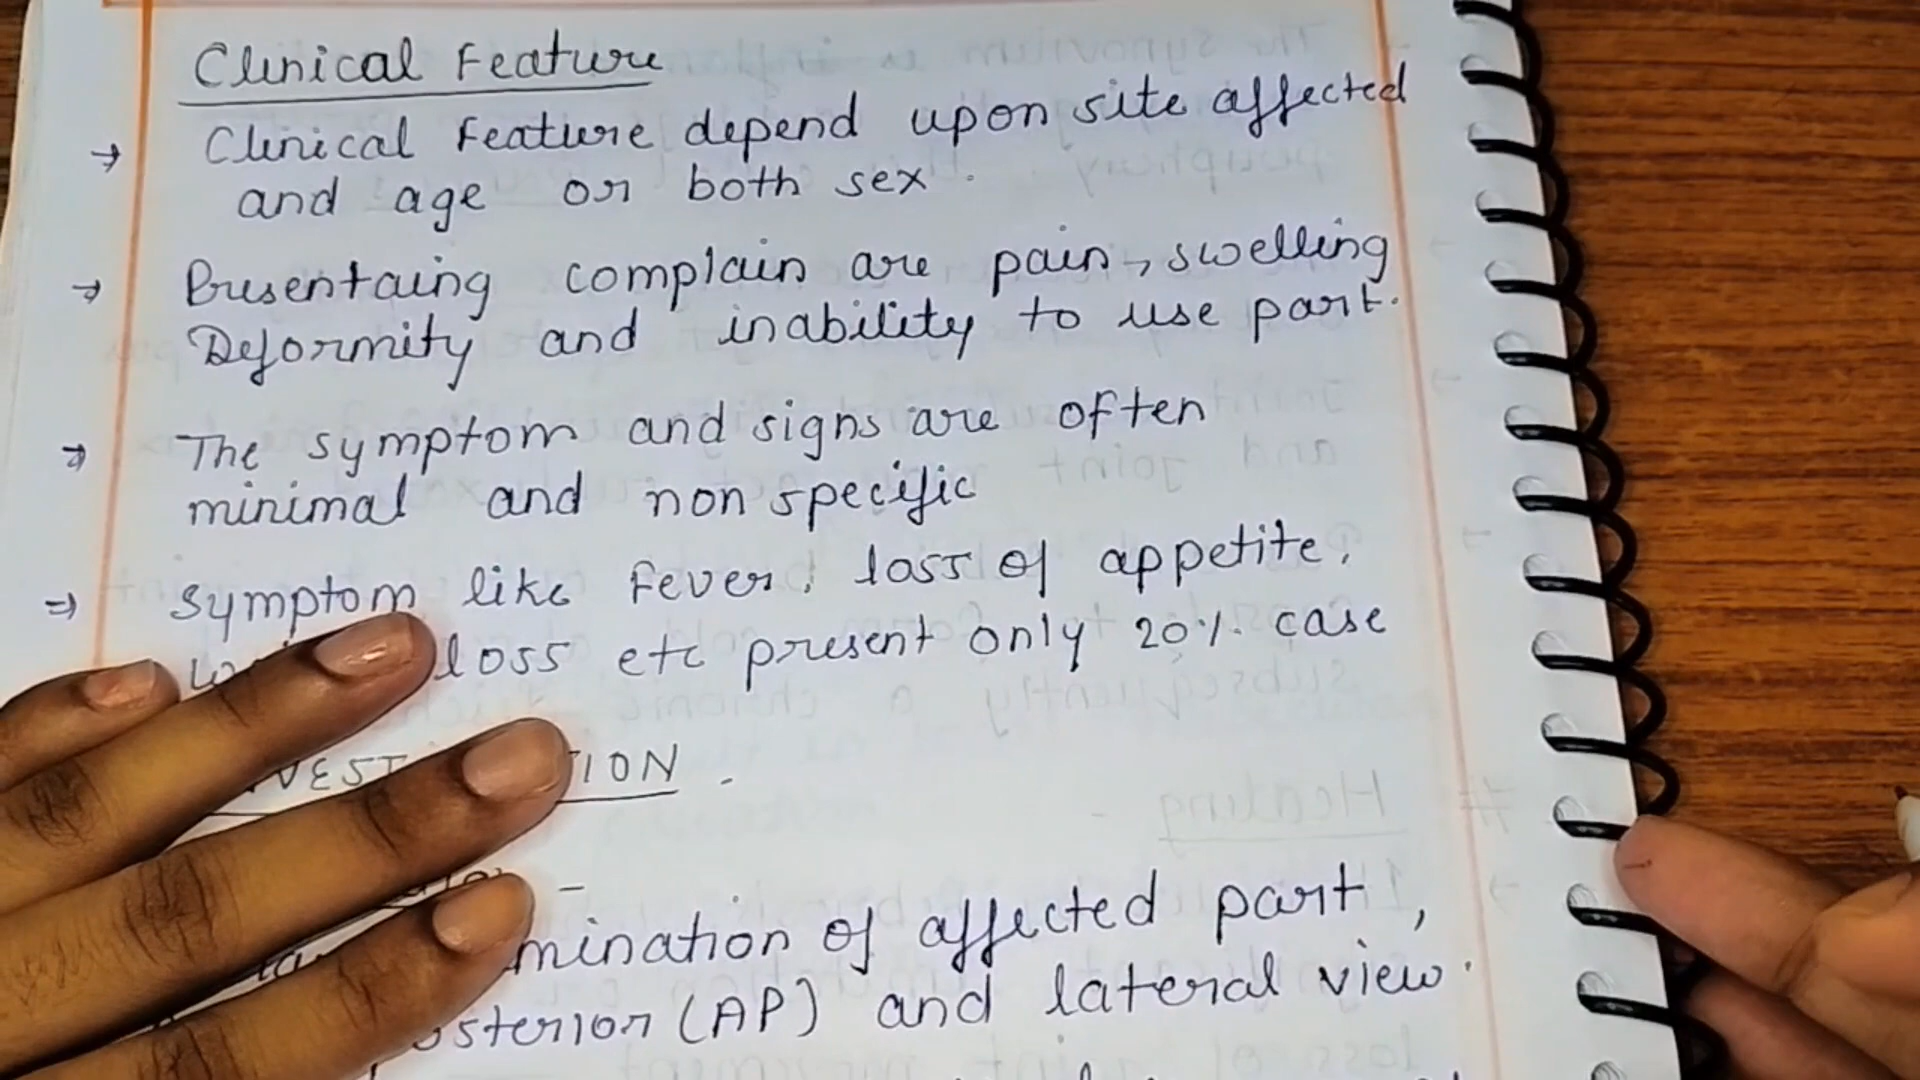 Clinical Feature
→ Clinical Feature depend upon site affected
and age or both sex.
→ Presentaing complain are pain, swelling
Deformity and inability to use part.
→ The symptom and signs are often
minimal and non specific
⇒ symptom like Fever, loss of appetite,
loss etc present only 20% case
mination of affected part,
sterior (AP) and lateral view.